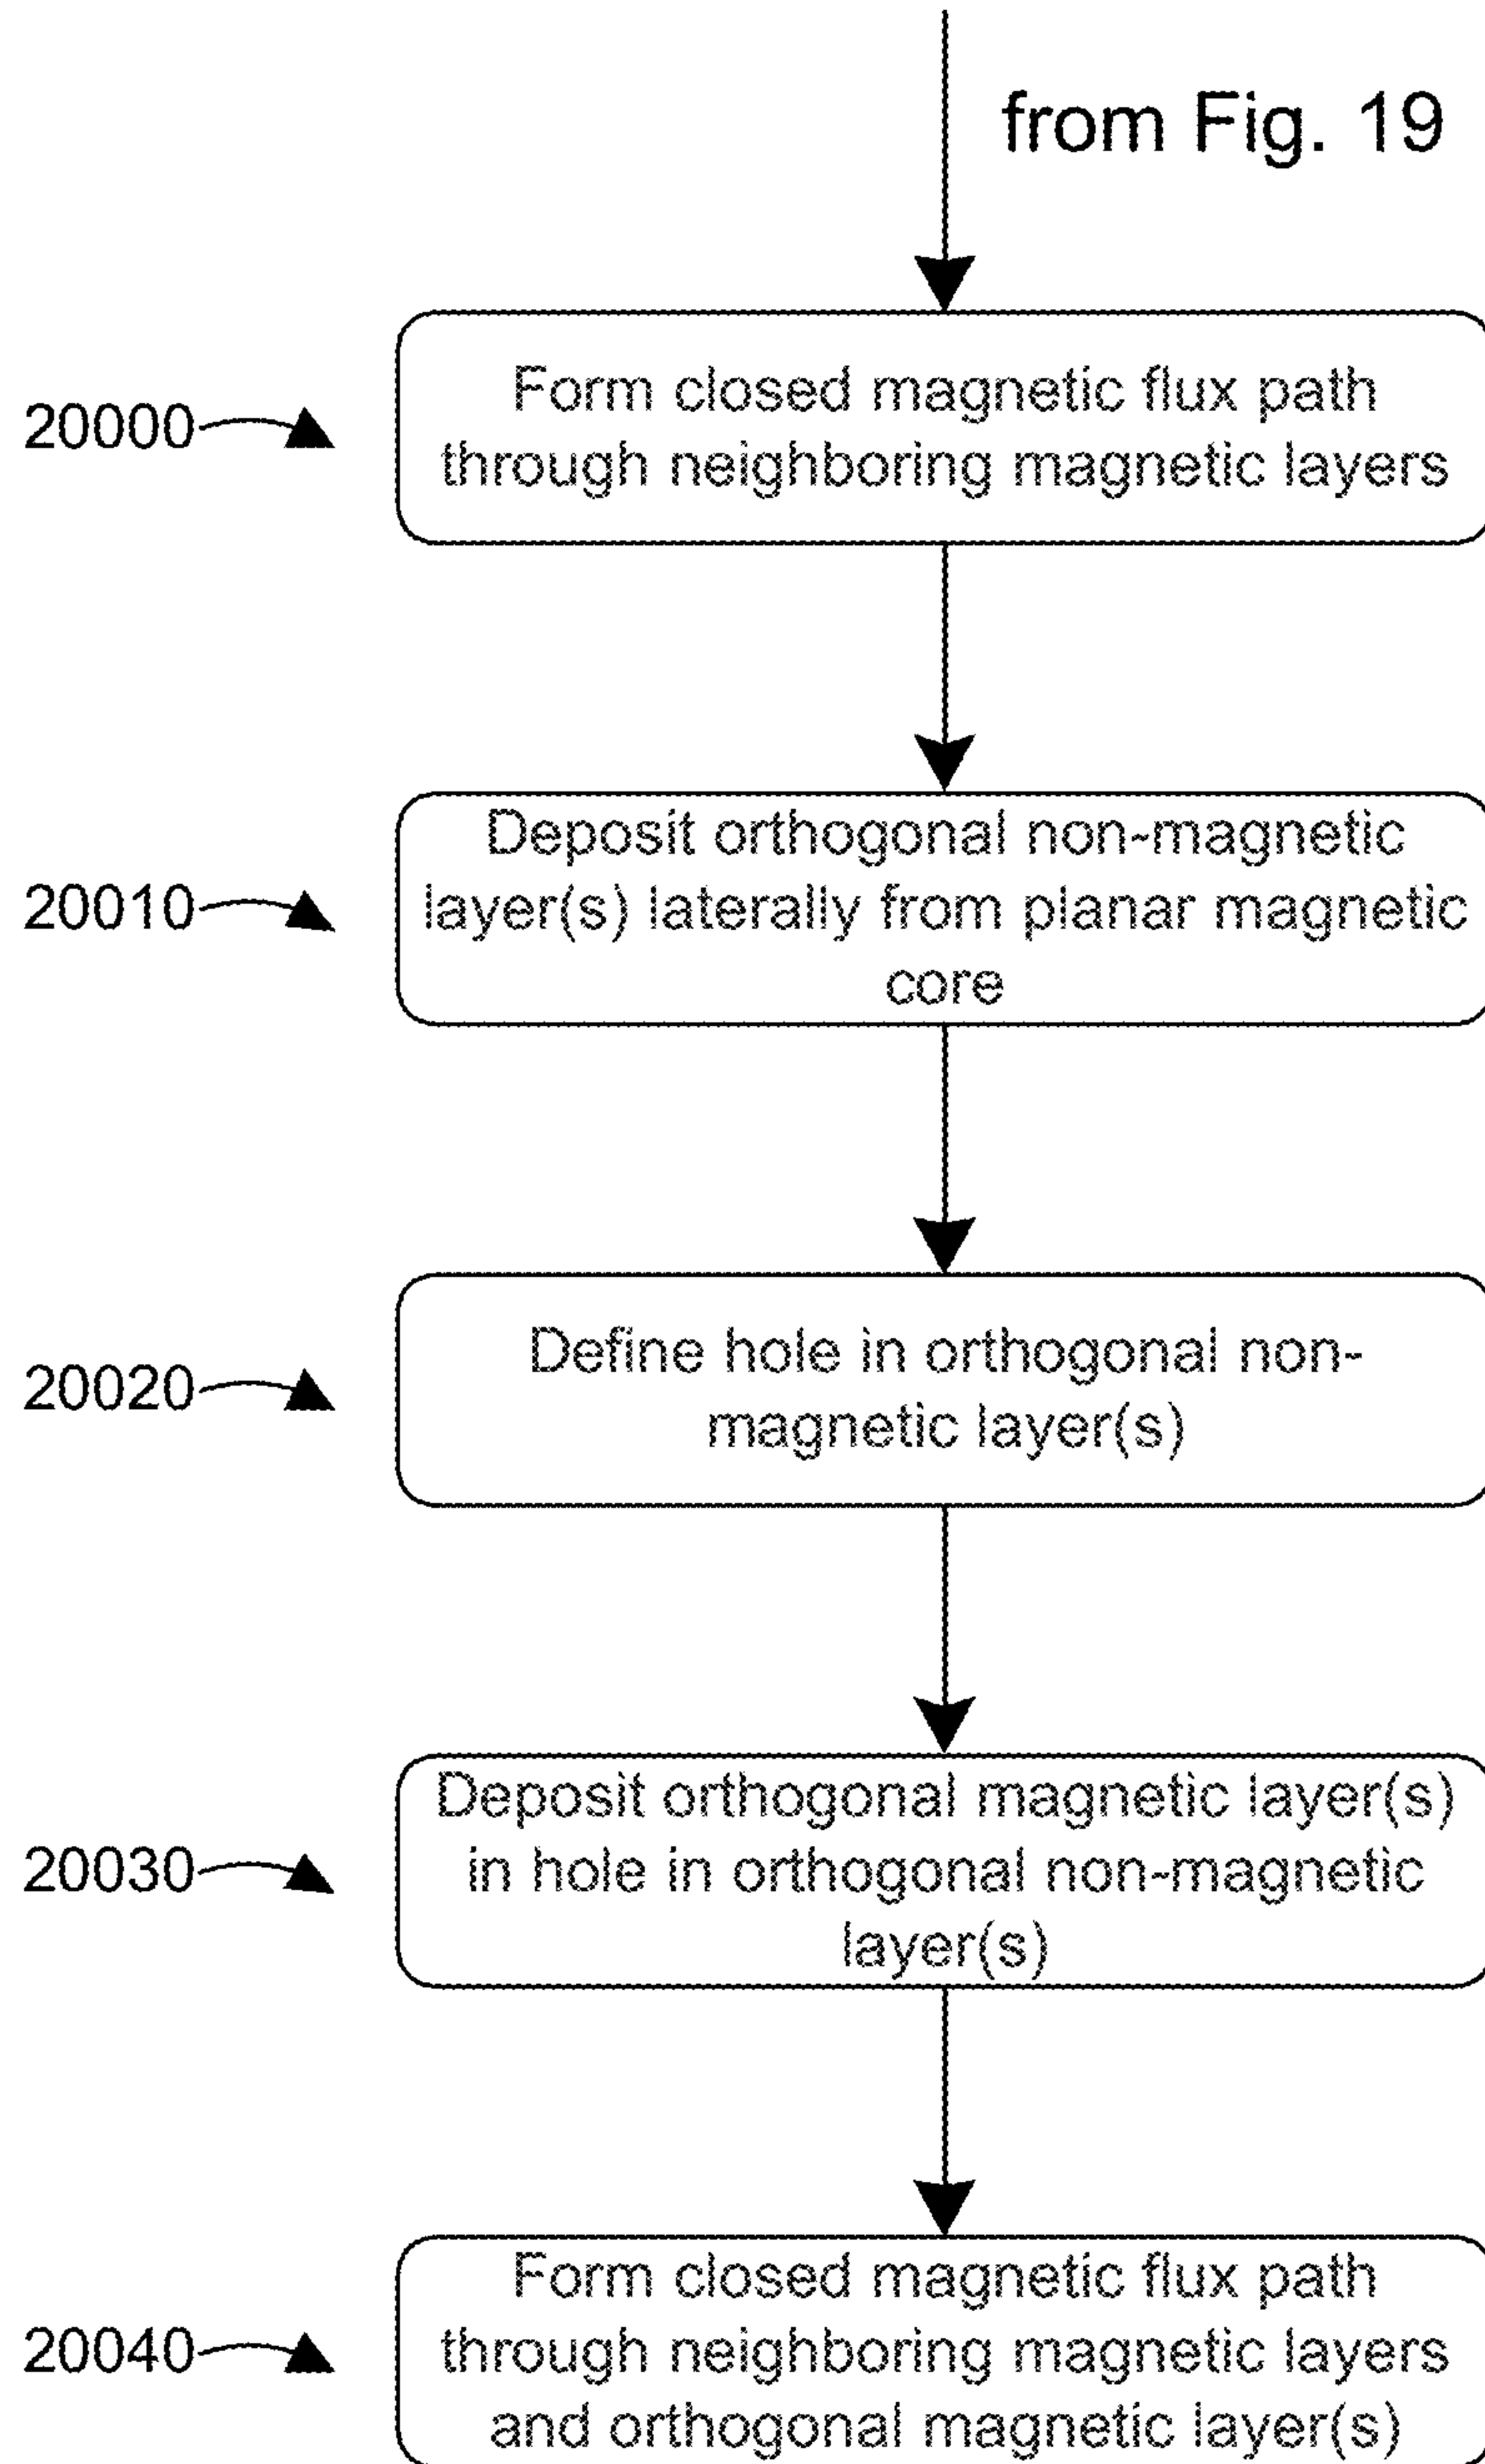 from Fig. 19
20000
Form closed magnetic flux path
through neighboring magnetic layers
20010
Deposit orthogonal non-magnetic
layer(s) laterally from planar magnetic
core
20020
Define hole in orthogonal non-
magnetic layer(s)
20030
Deposit orthogonal magnetic layer(s)
in hole in orthogonal non-magnetic
layer(s)
20040
Form closed magnetic flux path
through neighboring magnetic layers
and orthogonal magnetic layer(s)